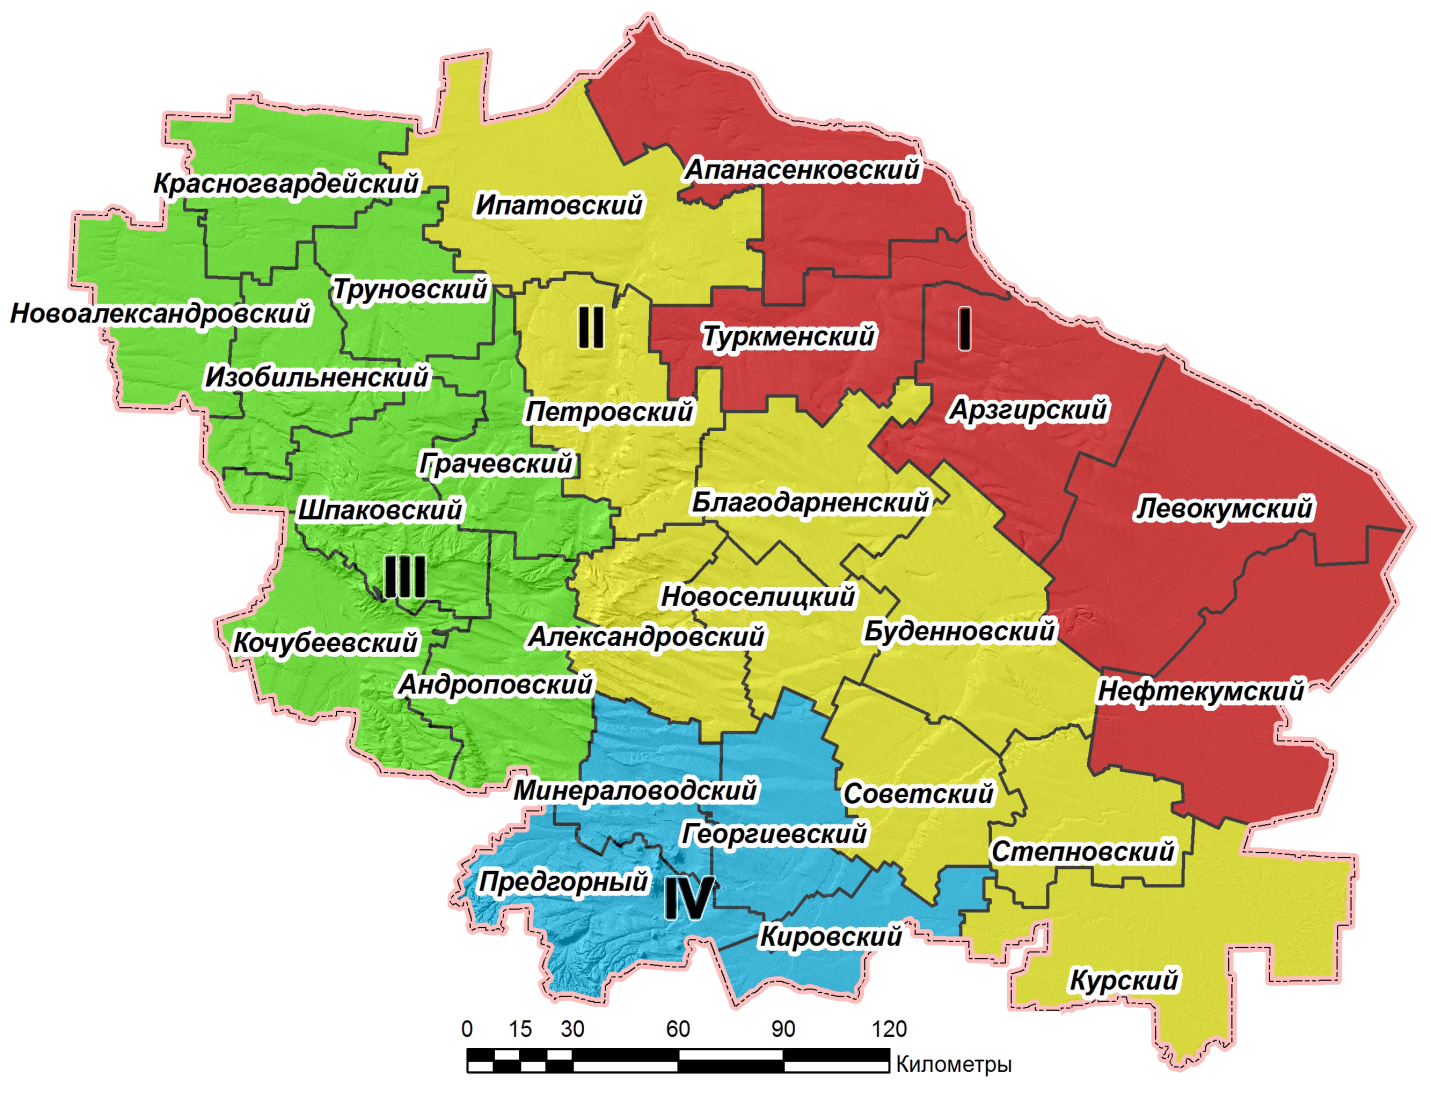 Апанасенковский
Красногвардейский
Ипатовский
Труновский
Новоалександровский
II
I
Туркменский
Изобильненский
Петровский
Арзгирский
Грачевский
Благодарненский
Шпаковский
Левокумский
III
Новоселицкий
Александровский
Буденновский
Кочубеевский
Андроповский
Нефтекумский
Минераловодский
Советский
Георгиевский
Степновский
Предгорный
IV
Кировский
Курский
0 15 30 60 90 120
Километры